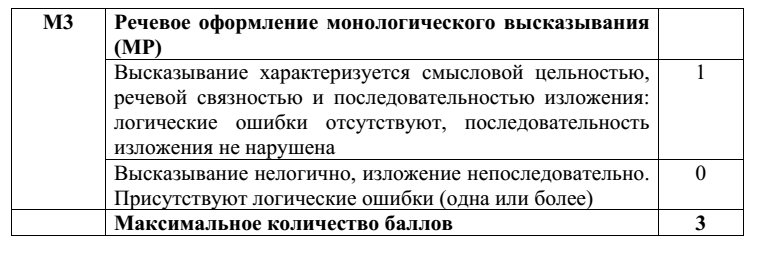 М3 Речевое оформление монологического высказывания
(МР)
Высказывание характеризуется смысловой цельностью, 1
речевой связностью и последовательностью изложения:
логические ошибки отсутствуют, последовательность
изложения не нарушена
Высказывание нелогично, изложение непоследовательно. 0
Присутствуют логические ошибки (одна или более)
Максимальное количество баллов 3